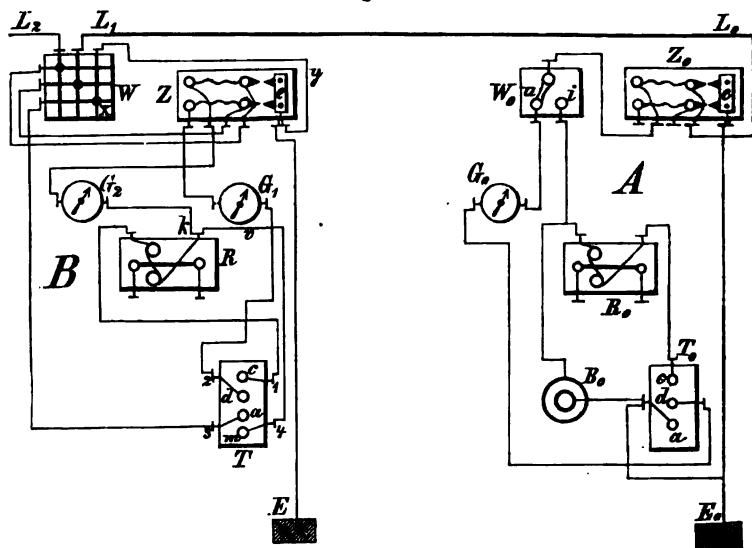 L₂ L₁ L₀
W x Z e y
W₀ a i Z₀ e
G₂ G₁ v k
G₀ A
B R
R₀
2 c 1 d
3 a 4 m
T
B₀ T₀ c d a
E E₀